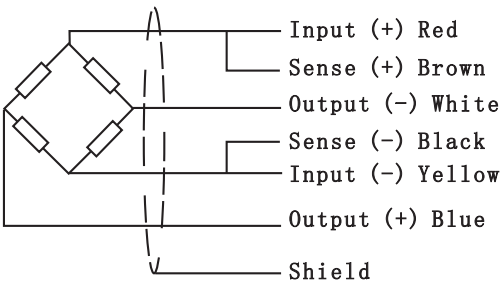 Input (+) Red
Sense (+) Brown
Output (−) White
Sense (−) Black
Input (−) Yellow
Output (+) Blue
Shield